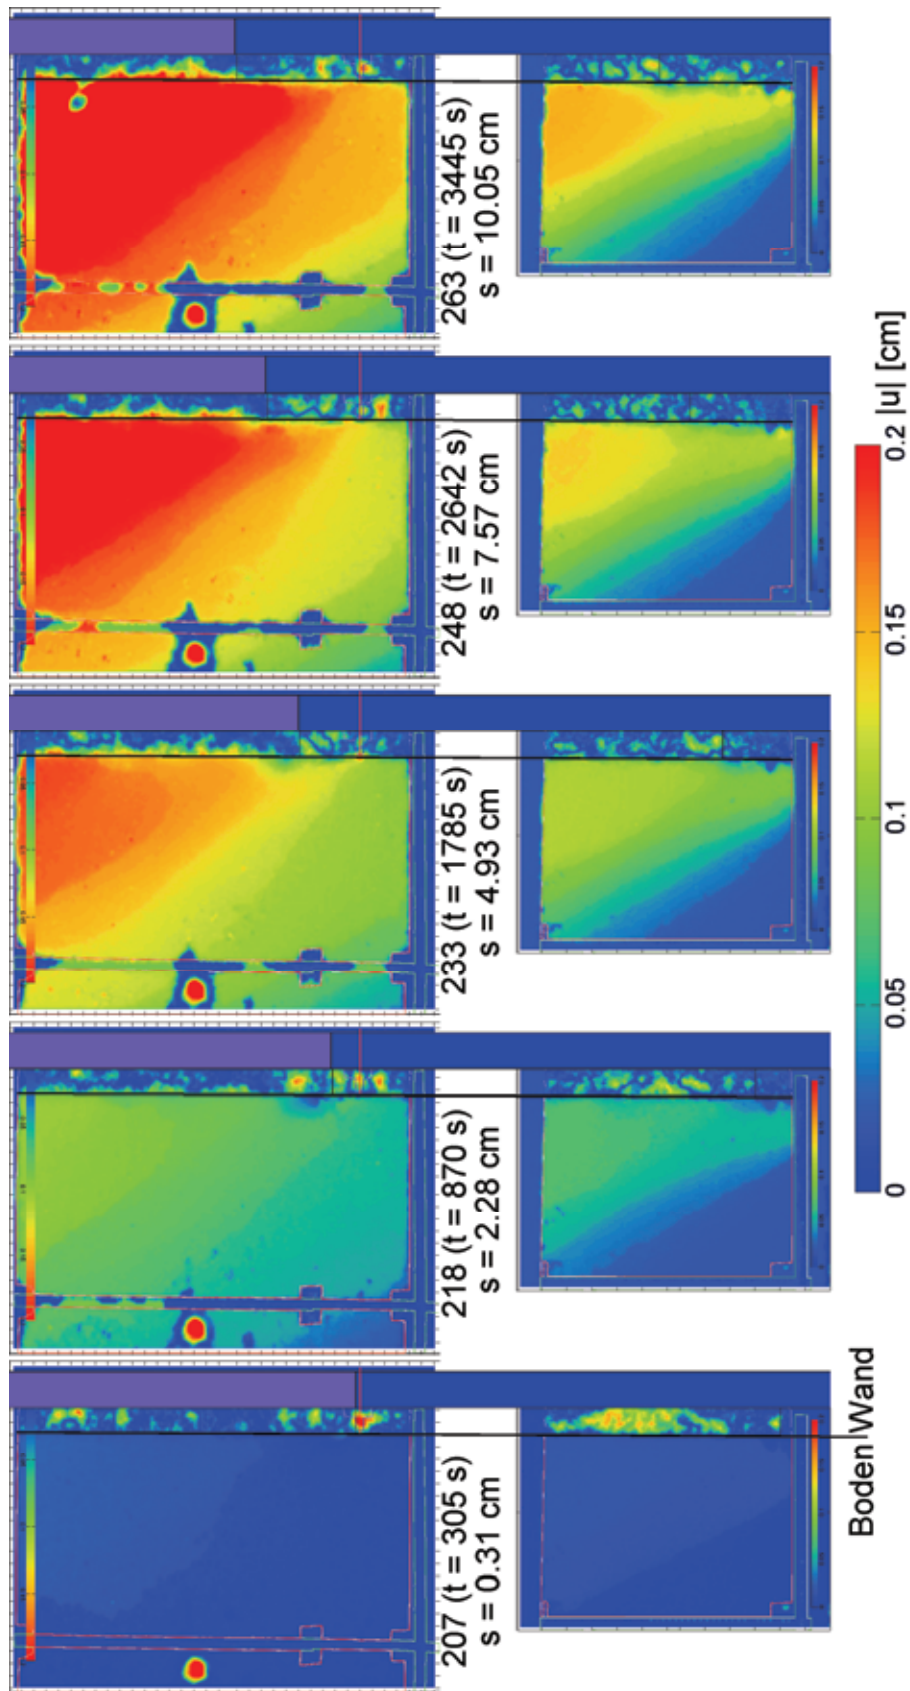 263 (t = 3445 s)
s = 10.05 cm
248 (t = 2642 s)
s = 7.57 cm
233 (t = 1785 s)
s = 4.93 cm
218 (t = 870 s)
s = 2.28 cm
207 (t = 305 s)
s = 0.31 cm
Boden Wand
0 0.05 0.1 0.15 0.2 |u| [cm]